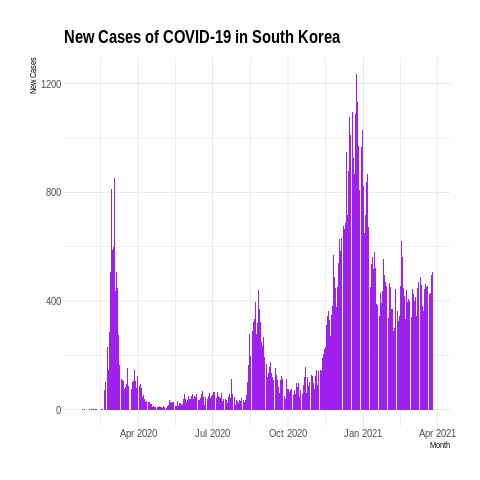 New Cases of COVID-19 in South Korea
New Cases
1200
800
400
0
Apr 2020 Jul 2020 Oct 2020 Jan 2021 Apr 2021
Month